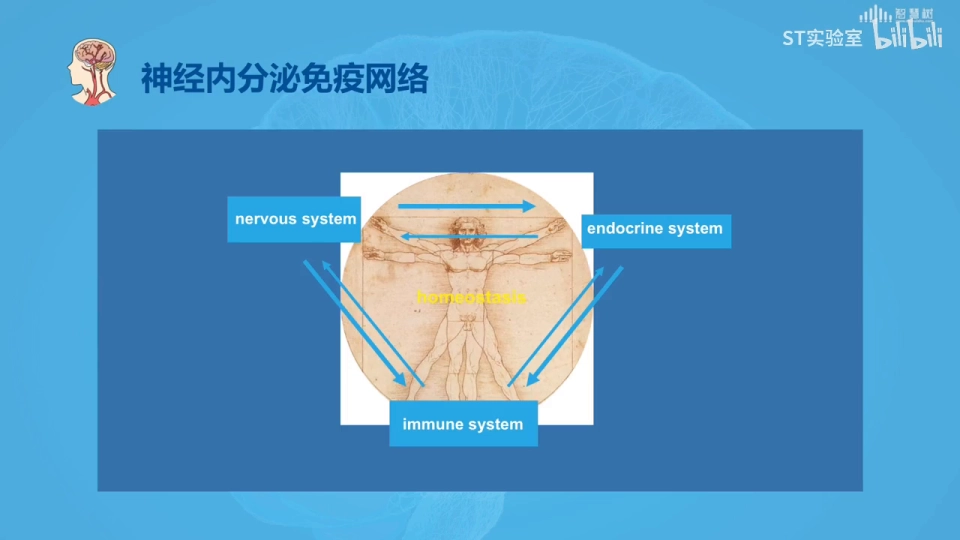 智慧树
ST实验室 bilibili
神经内分泌免疫网络
nervous system
endocrine system
homeostasis
immune system